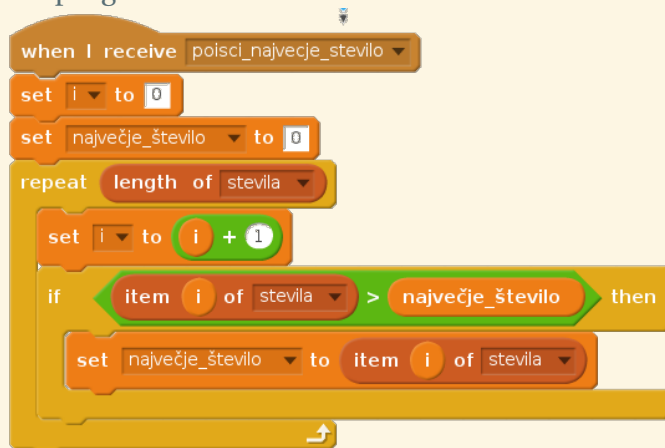 when I receive poisci_najvecje_stevilo
set i to 0
set največje_število to 0
repeat length of stevila
set i to i + 1
if item i of stevila > največje_število then
set največje_število to item i of stevila